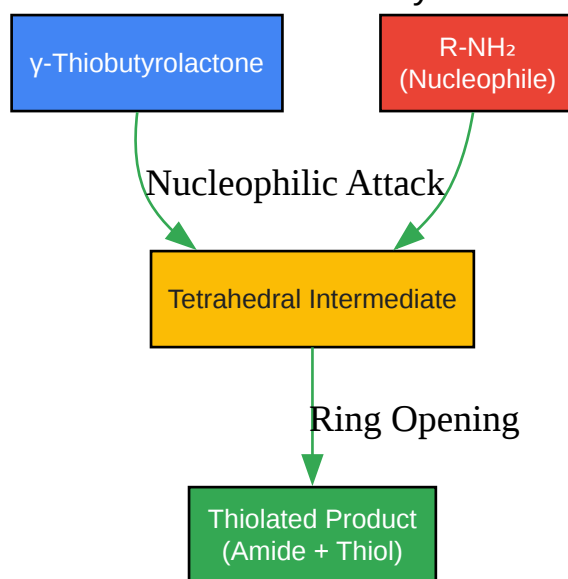 γ-Thiobutyrolactone
R-NH₂
(Nucleophile)
Nucleophilic Attack
Tetrahedral Intermediate
Ring Opening
Thiolated Product
(Amide + Thiol)